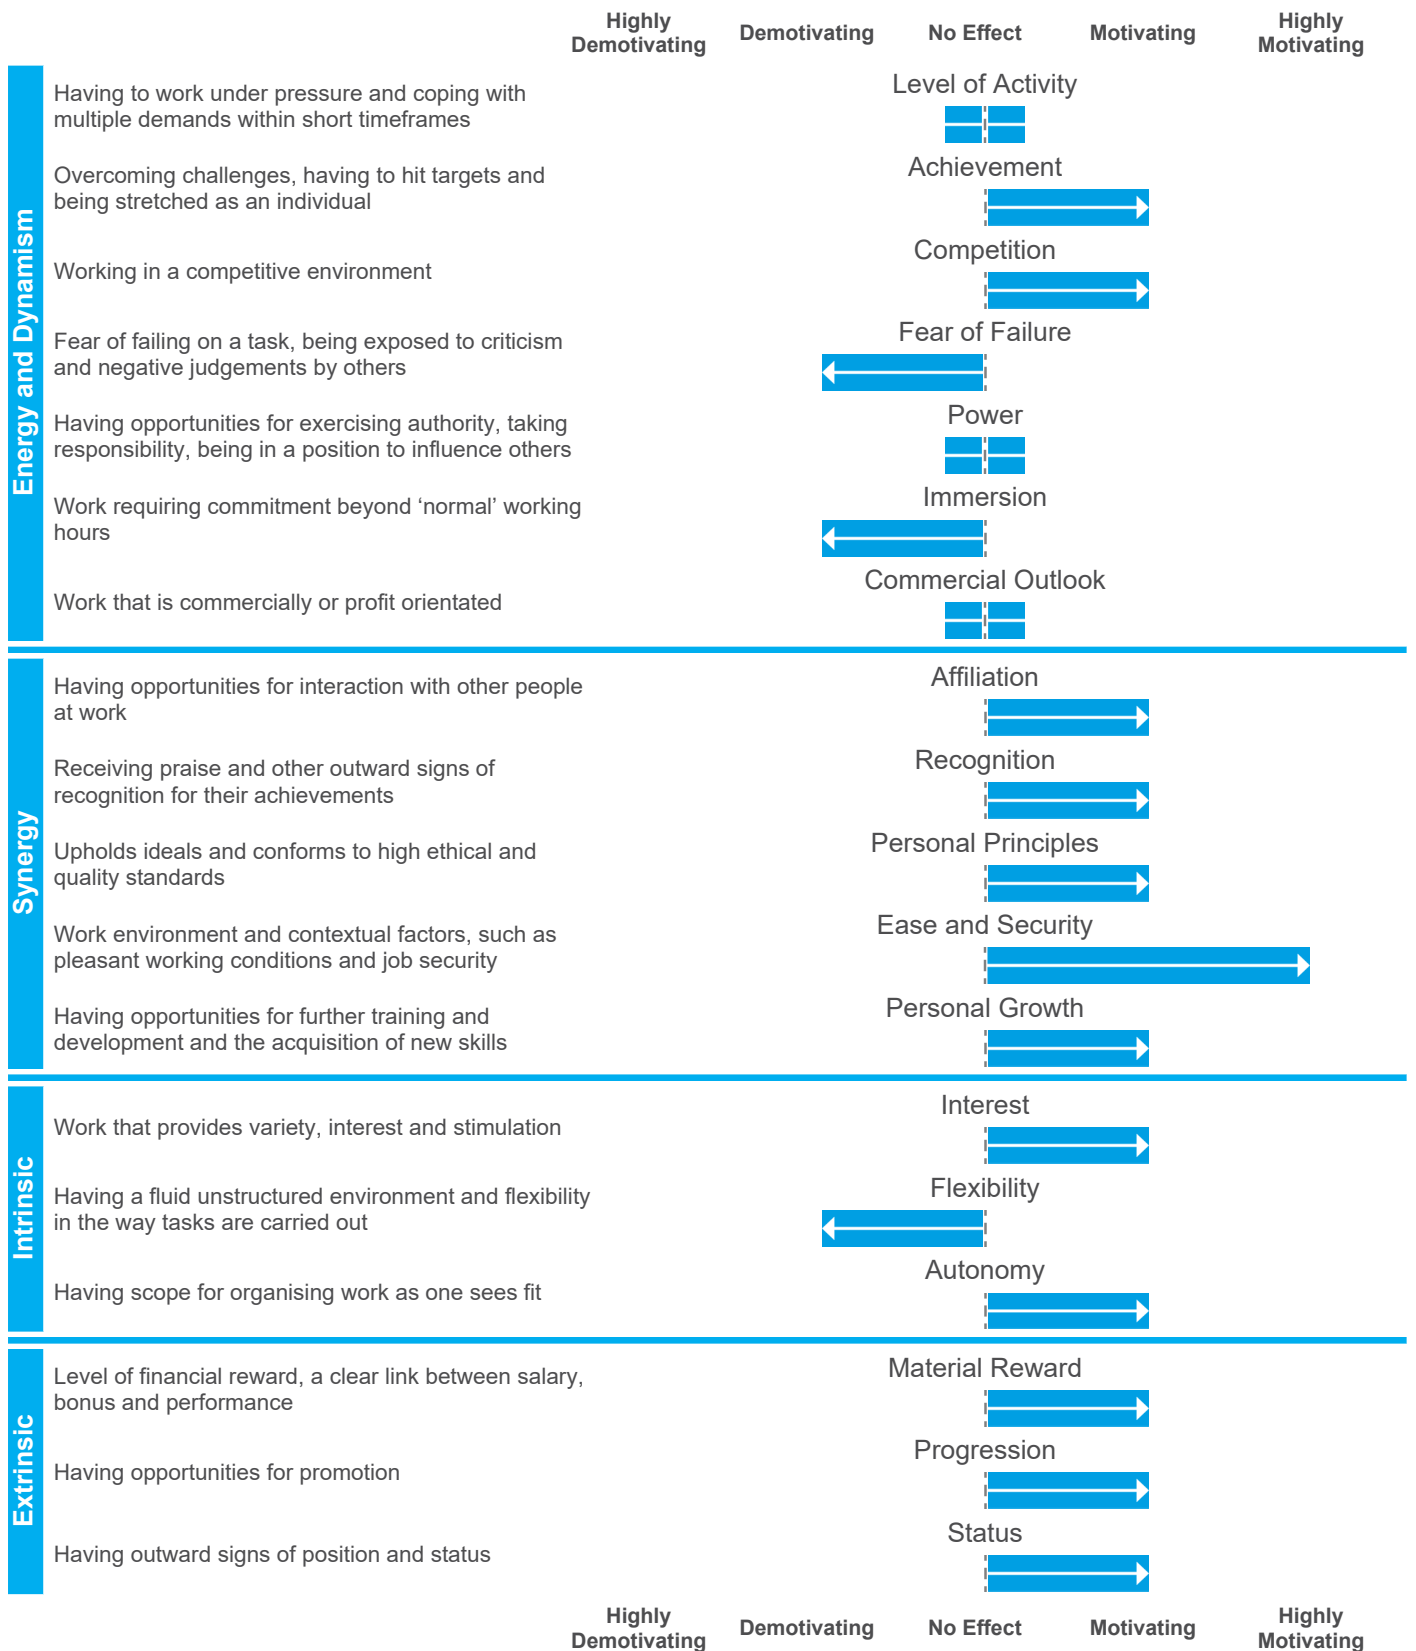 Highly Demotivating Demotivating No Effect Motivating Highly Motivating
Energy and Dynamism
Level of Activity
Having to work under pressure and coping with
multiple demands within short timeframes
Achievement
Overcoming challenges, having to hit targets and
being stretched as an individual
Competition
Working in a competitive environment
Fear of Failure
Fear of failing on a task, being exposed to criticism
and negative judgements by others
Power
Having opportunities for exercising authority, taking
responsibility, being in a position to influence others
Immersion
Work requiring commitment beyond ‘normal’ working
hours
Commercial Outlook
Work that is commercially or profit orientated
Synergy
Affiliation
Having opportunities for interaction with other people
at work
Recognition
Receiving praise and other outward signs of
recognition for their achievements
Personal Principles
Upholds ideals and conforms to high ethical and
quality standards
Ease and Security
Work environment and contextual factors, such as
pleasant working conditions and job security
Personal Growth
Having opportunities for further training and
development and the acquisition of new skills
Intrinsic
Interest
Work that provides variety, interest and stimulation
Flexibility
Having a fluid unstructured environment and flexibility
in the way tasks are carried out
Autonomy
Having scope for organising work as one sees fit
Extrinsic
Material Reward
Level of financial reward, a clear link between salary,
bonus and performance
Progression
Having opportunities for promotion
Status
Having outward signs of position and status
Highly Demotivating Demotivating No Effect Motivating Highly Motivating